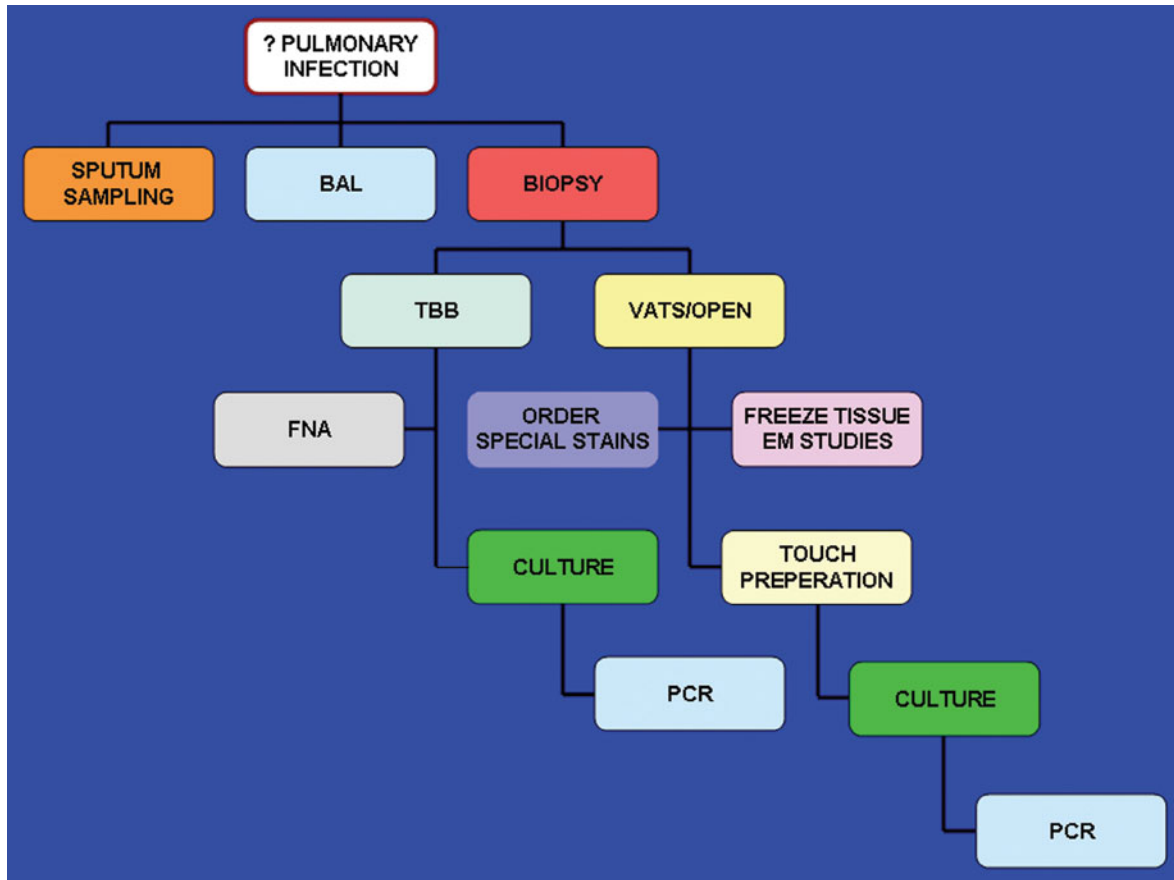 ? PULMONARY
INFECTION
SPUTUM
SAMPLING
BAL
BIOPSY
TBB
VATS/OPEN
FNA
ORDER
SPECIAL STAINS
FREEZE TISSUE
EM STUDIES
CULTURE
TOUCH
PREPERATION
PCR
CULTURE
PCR